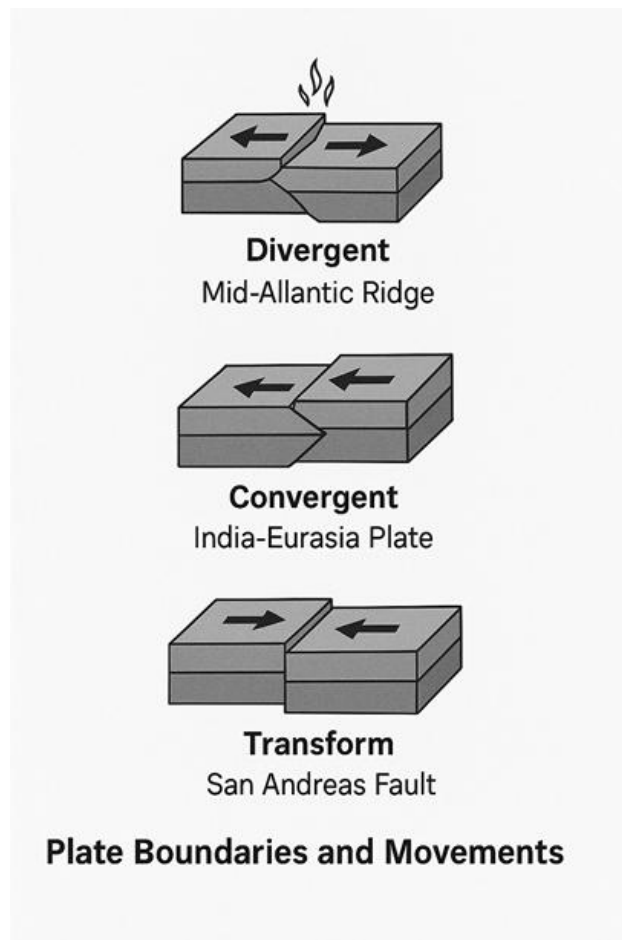 Divergent
Mid-Allantic Ridge
Convergent
India-Eurasia Plate
Transform
San Andreas Fault
Plate Boundaries and Movements